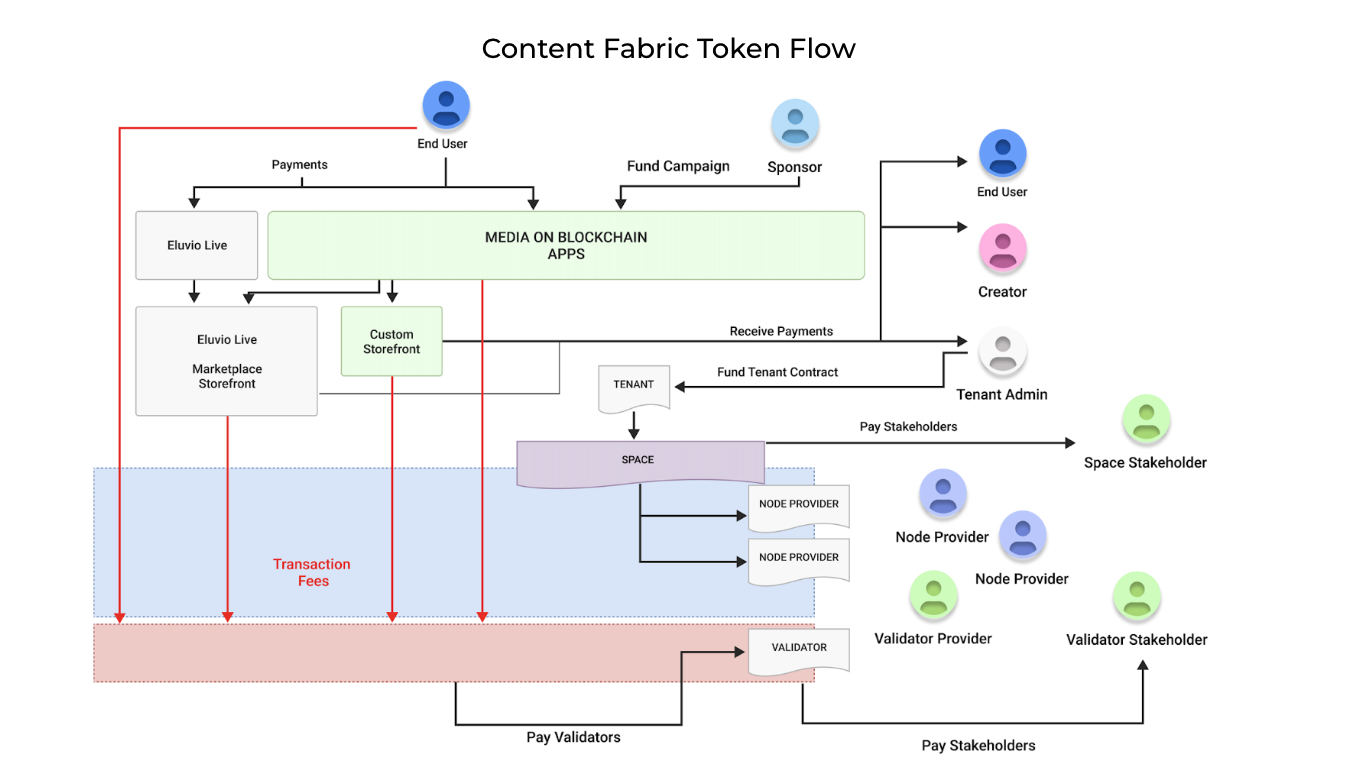 Content Fabric Token Flow
End User
Payments
Fund Campaign
Sponsor
End User
Eluvio Live
MEDIA ON BLOCKCHAIN
APPS
Creator
Eluvio Live
Marketplace
Storefront
Custom
Storefront
Receive Payments
Fund Tenant Contract
TENANT
Tenant Admin
Pay Stakeholders
SPACE
Space Stakeholder
NODE PROVIDER
Node Provider
NODE PROVIDER
Node Provider
Transaction
Fees
Validator Provider
Validator Stakeholder
VALIDATOR
Pay Validators
Pay Stakeholders